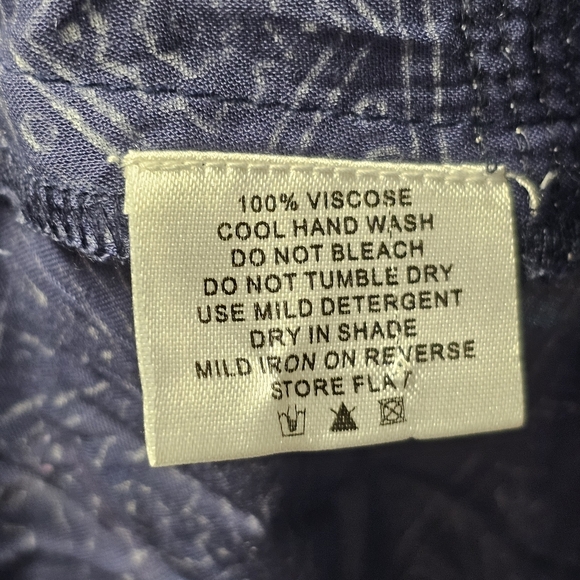 100% VISCOSE
COOL HAND WASH
DO NOT BLEACH
DO NOT TUMBLE DRY
USE MILD DETERGENT
DRY IN SHADE
MILD IRON ON REVERSE
STORE FLAT